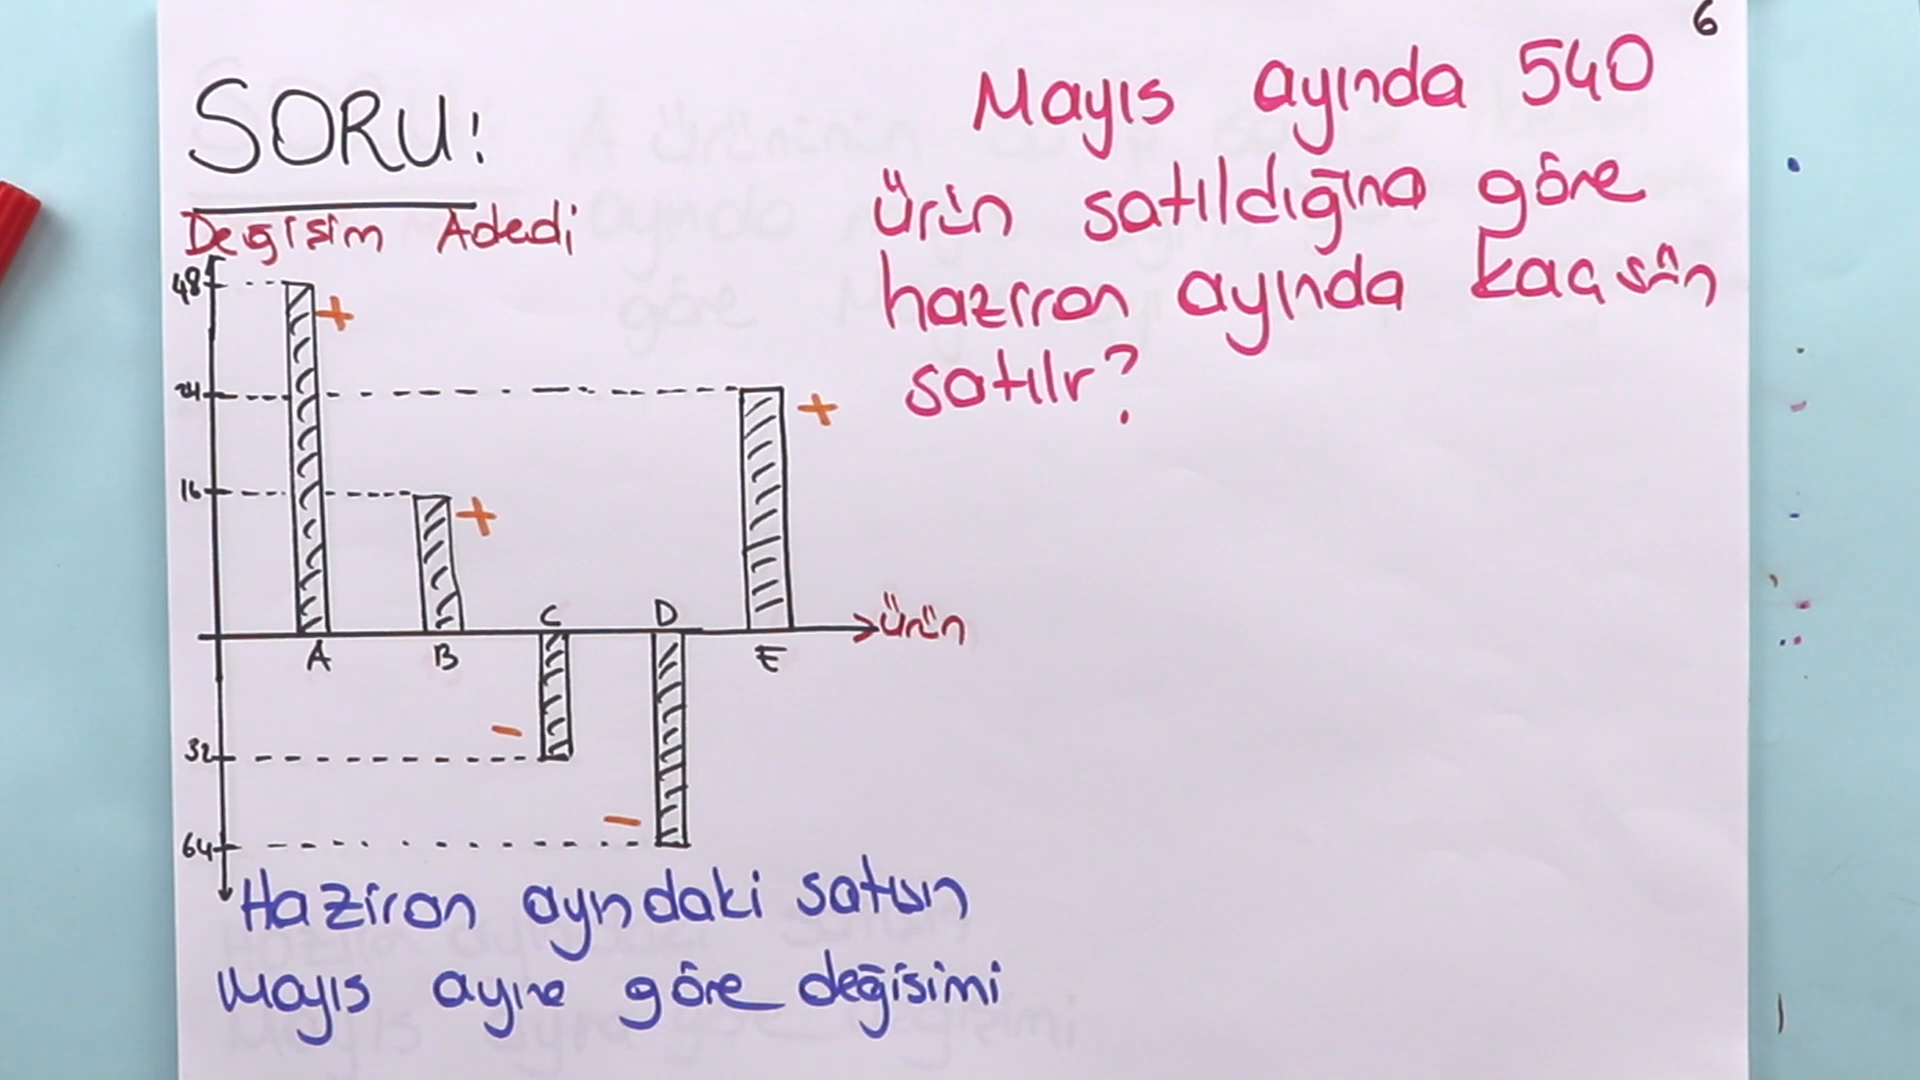 6
SORU!
Değişim Adedi
48
+
24
+
16
+
C
D
Ürün
A
B
E
-
32
-
64
Haziran ayındaki satışın
Mayıs ayına göre değişimi
Mayıs ayında 540
Ürün satıldığına göre
haziran ayında kaç ürün
satılır?